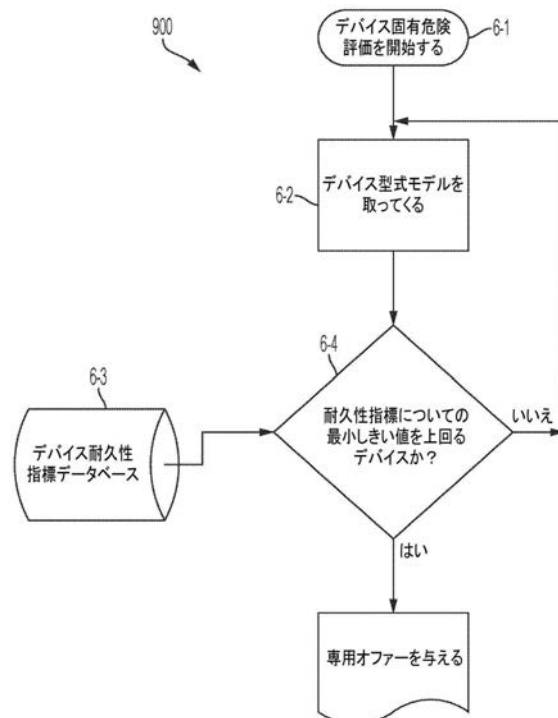 900
デバイス固有危険
評価を開始する
6-1
デバイス型式モデルを
取ってくる
6-2
6-3
デバイス耐久性
指標データベース
6-4
耐久性指標についての
最小しきい値を上回る
デバイスか?
いいえ
はい
専用オファーを与える